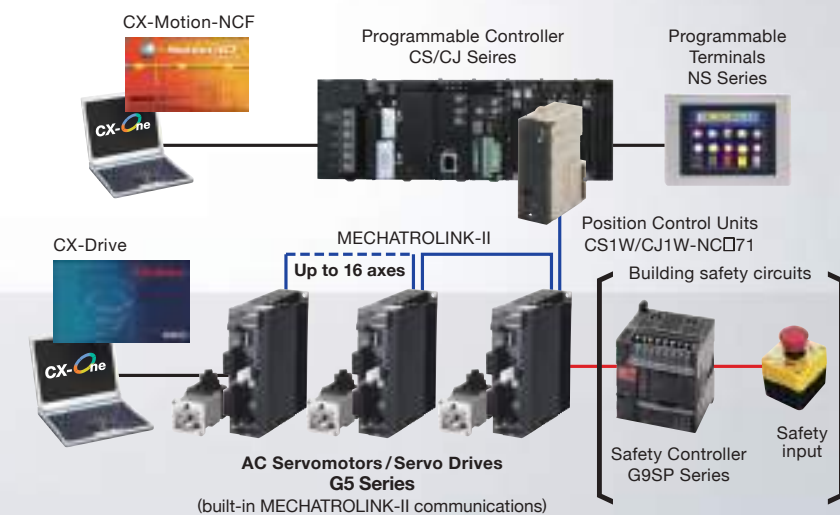 CX-Motion-NCF
Programmable Controller
CS/CJ Seires
Programmable
Terminals
NS Series
CX-One
Position Control Units
CS1W/CJ1W-NC□71
CX-Drive
MECHATROLINK-II
Up to 16 axes
Building safety circuits
CX-One
Safety Controller
G9SP Series
Safety
input
AC Servomotors/Servo Drives
G5 Series
(built-in MECHATROLINK-II communications)